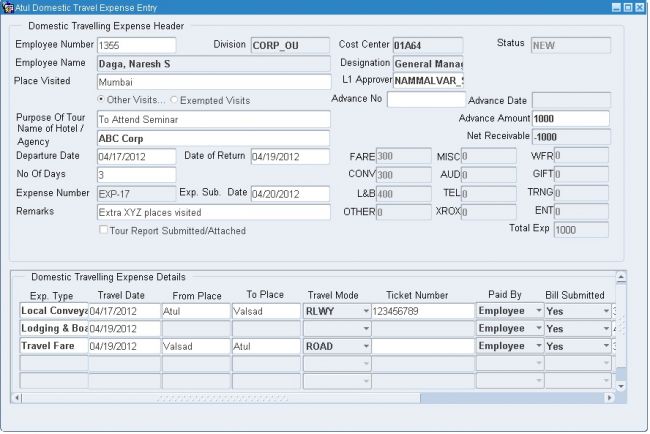 Atul Domestic Travel Expense Entry
Domestic Travelling Expense Header
Employee Number 1355 Division CORP_OU Cost Center 01A64 Status NEW
Employee Name Daga, Naresh S Designation General Manag
Place Visited Mumbai L1 Approver NAMMALVAR_S
Other Visits... Exempted Visits Advance No Advance Date
Purpose Of Tour To Attend Seminar Advance Amount 1000
Name of Hotel / Agency ABC Corp Net Receivable -1000
Departure Date 04/17/2012 Date of Return 04/19/2012 FARE 300 MISC 0 WFR 0
No Of Days 3 CONV 300 AUD 0 GIFT 0
Expense Number EXP-17 Exp. Sub. Date 04/20/2012 L&B 400 TEL 0 TRNG 0
Remarks Extra XYZ places visited OTHER 0 XROX 0 ENT 0
Tour Report Submitted/Attached Total Exp 1000
Domestic Travelling Expense Details
Exp. Type Travel Date From Place To Place Travel Mode Ticket Number Paid By Bill Submitted
Local Conveya 04/17/2012 Atul Valsad RLWY 123456789 Employee Yes
Lodging & Boa 04/19/2012 Employee Yes
Travel Fare 04/19/2012 Valsad Atul ROAD Employee Yes